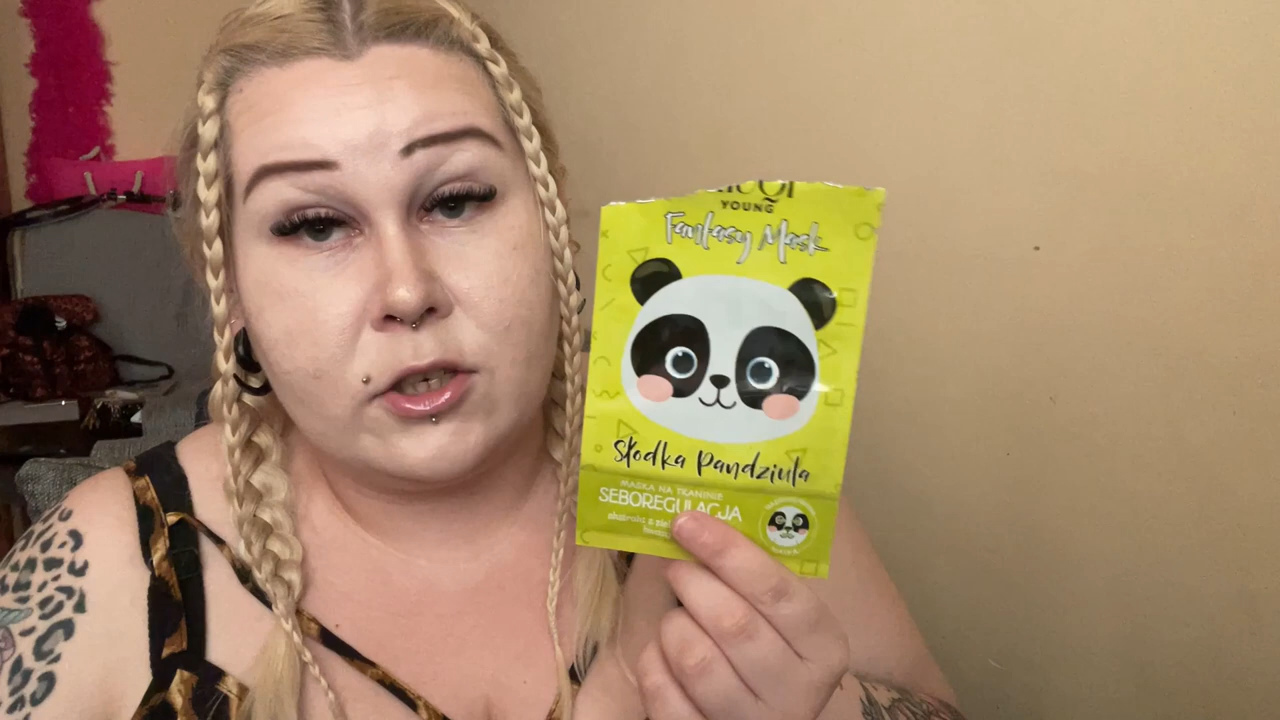 YOUNG
Fantasy Mask
Słodka Pandziula
MASKA NA TKANINIE
SEBOREGULACJA